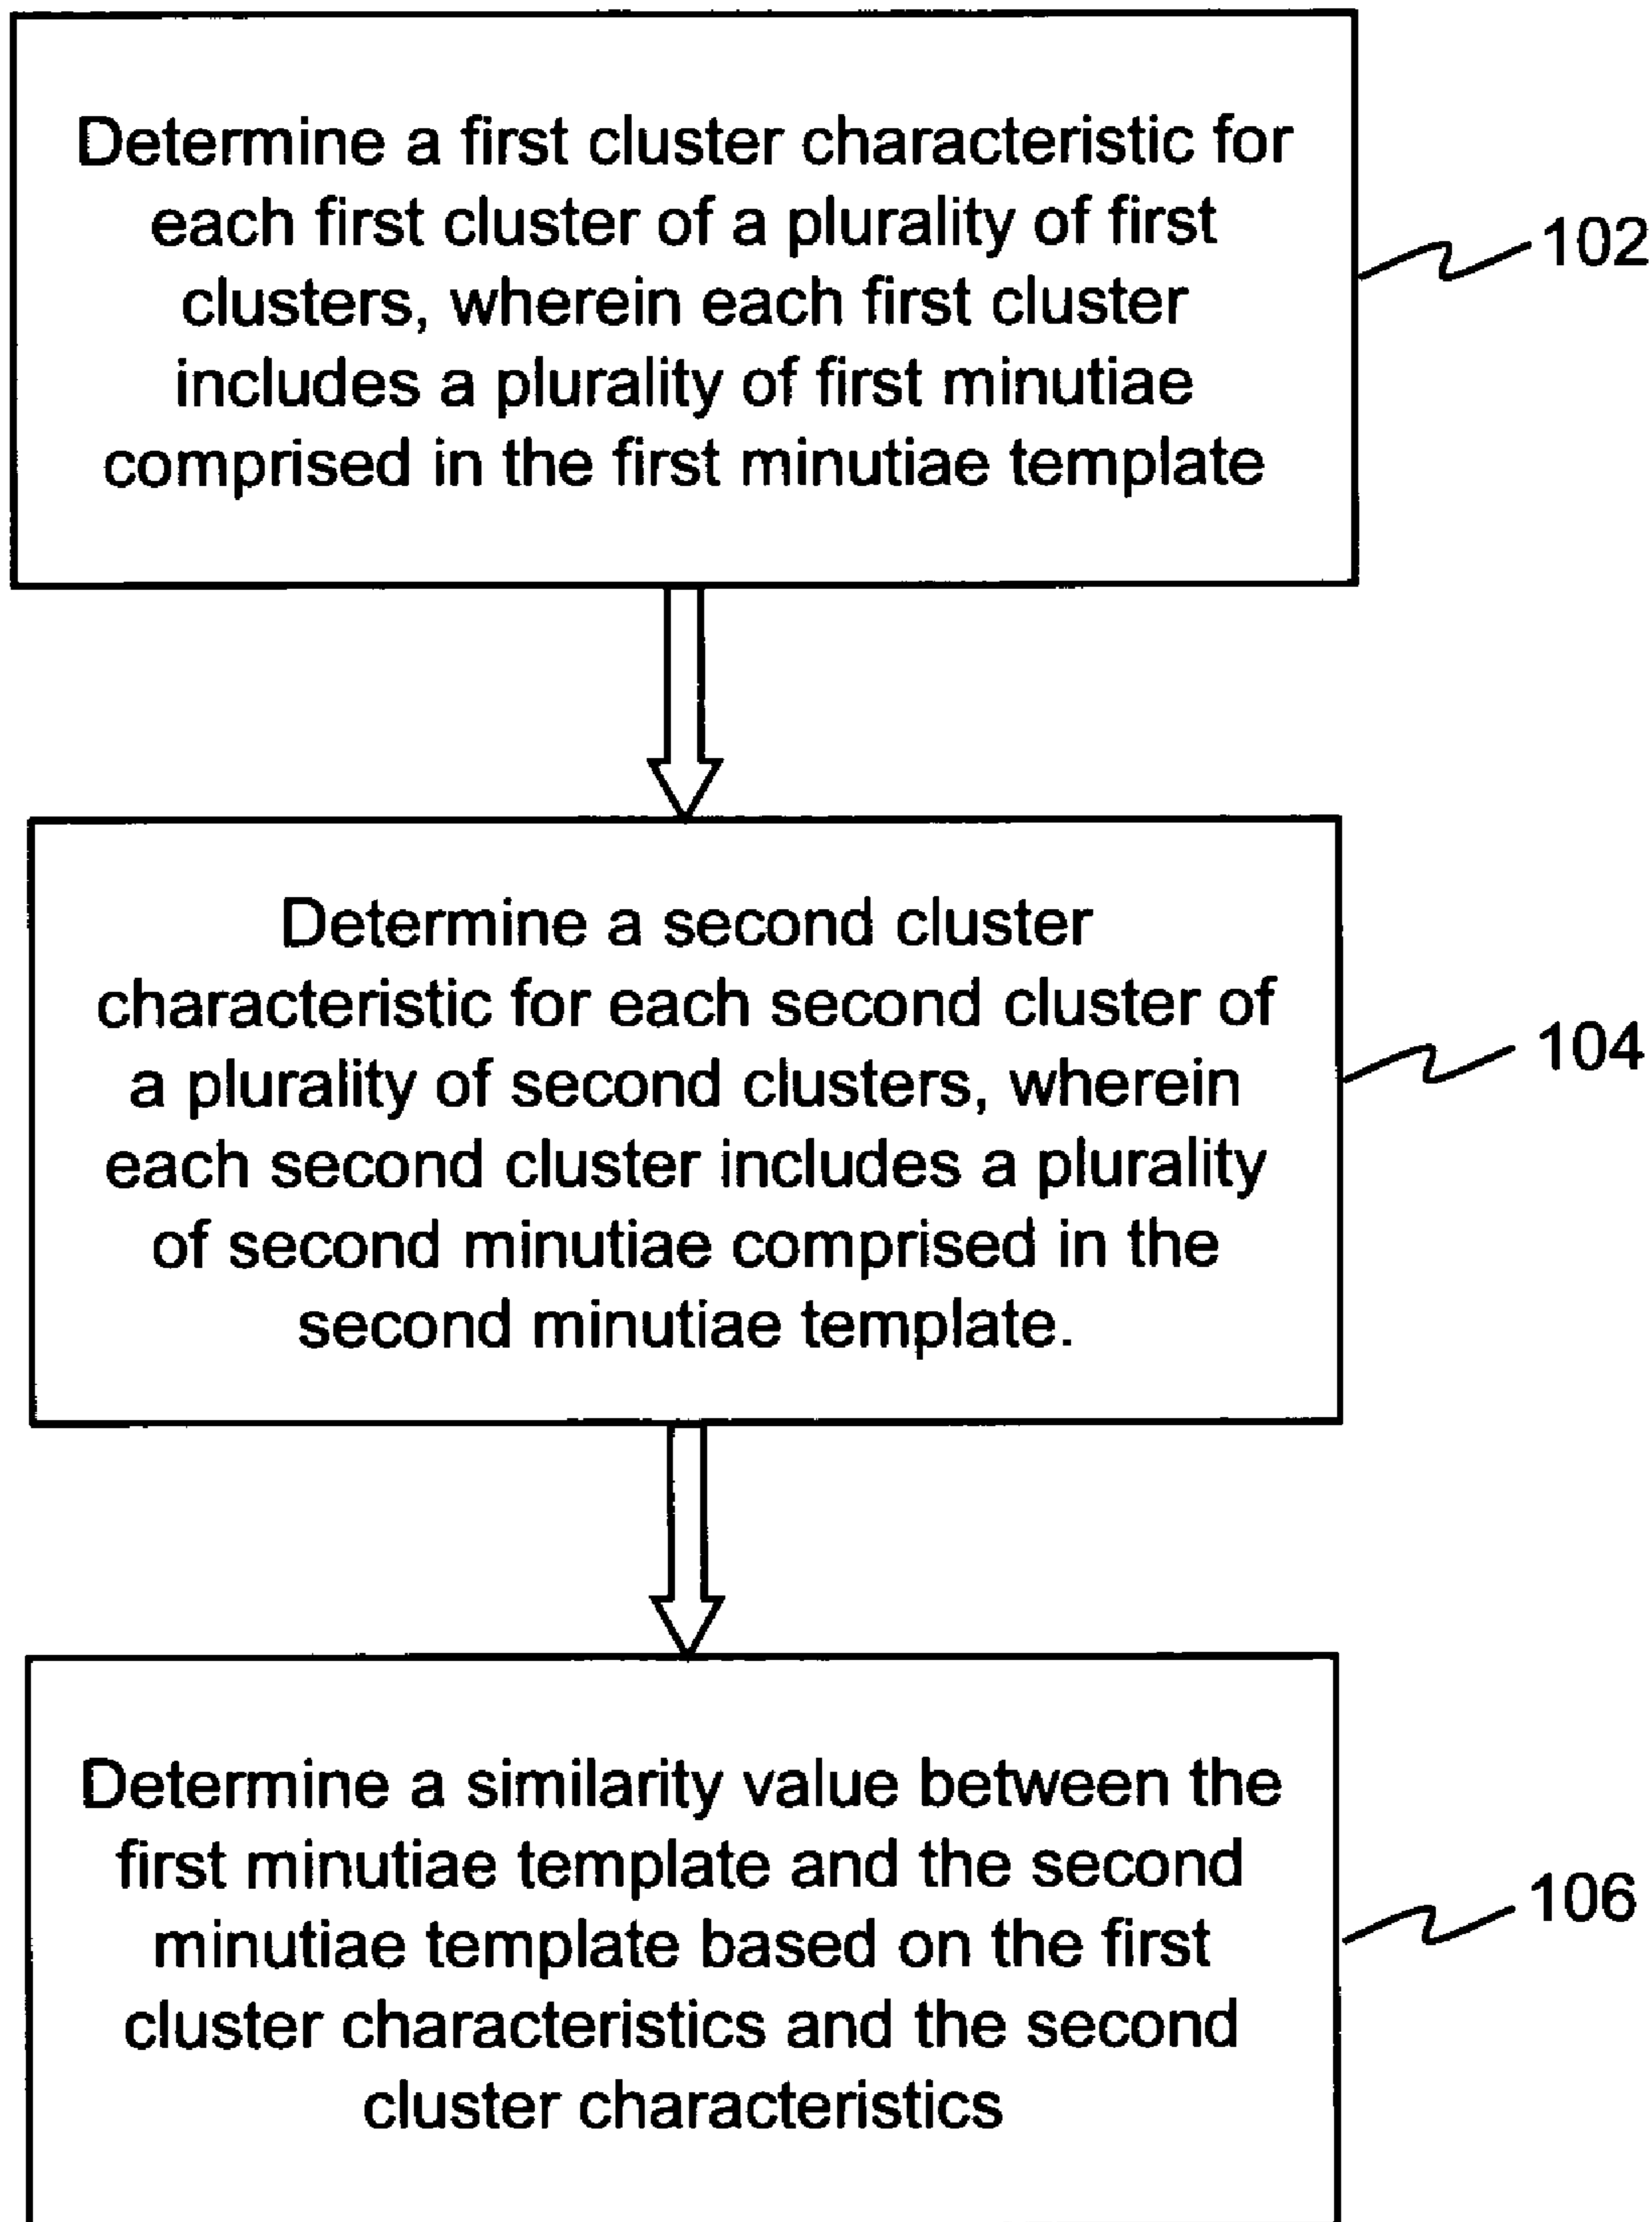 Determine a first cluster characteristic for
each first cluster of a plurality of first
clusters, wherein each first cluster
includes a plurality of first minutiae
comprised in the first minutiae template
102
Determine a second cluster
characteristic for each second cluster of
a plurality of second clusters, wherein
each second cluster includes a plurality
of second minutiae comprised in the
second minutiae template.
104
Determine a similarity value between the
first minutiae template and the second
minutiae template based on the first
cluster characteristics and the second
cluster characteristics
106